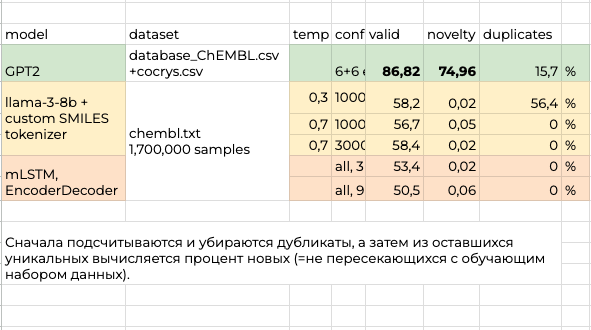 model dataset temp conf valid novelty duplicates
database_ChEMBL.csv
GPT2 +cocrys.csv 6+6 86,82 74,96 15,7 %
llama-3-8b + 0,3 1000 58,2 0,02 56,4 %
custom SMILES
tokenizer 0,7 1000 56,7 0,05 0 %
chembl.txt
1,700,000 samples 0,7 3000 58,4 0,02 0 %
mLSTM, all, 3 53,4 0,02 0 %
EncoderDecoder all, 9 50,5 0,06 0 %
Сначала подсчитываются и убираются дубликаты, а затем из оставшихся
уникальных вычисляется процент новых (=не пересекающихся с обучающим
набором данных).